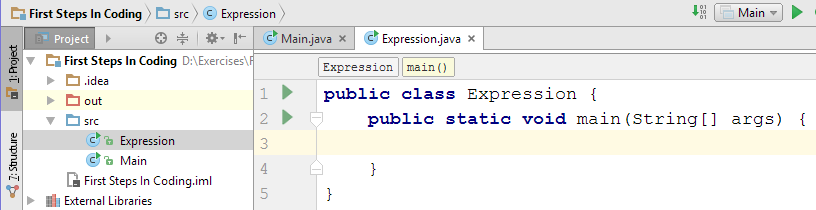 First Steps In Coding src Expression Main
Project Main.java Expression.java
1: Project
7: Structure
First Steps In Coding D:\Exercises\F
.idea
out
src
Expression
Main
First Steps In Coding.iml
External Libraries
Expression main()
1 public class Expression {
2 public static void main(String[] args) {
3
4 }
5 }